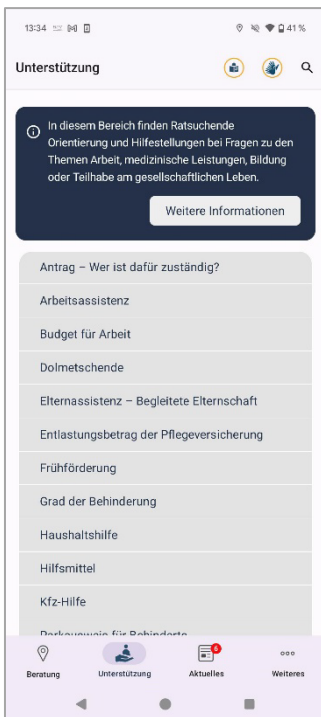 13:34
41 %
Unterstützung
In diesem Bereich finden Ratsuchende
Orientierung und Hilfestellungen bei Fragen zu den
Themen Arbeit, medizinische Leistungen, Bildung
oder Teilhabe am gesellschaftlichen Leben.
Weitere Informationen
Antrag – Wer ist dafür zuständig?
Arbeitsassistenz
Budget für Arbeit
Dolmetschende
Elternassistenz – Begleitete Elternschaft
Entlastungsbetrag der Pflegeversicherung
Frühförderung
Grad der Behinderung
Haushaltshilfe
Hilfsmittel
Kfz-Hilfe
Parkausweis für Behinderte
6
Beratung
Unterstützung
Aktuelles
Weiteres